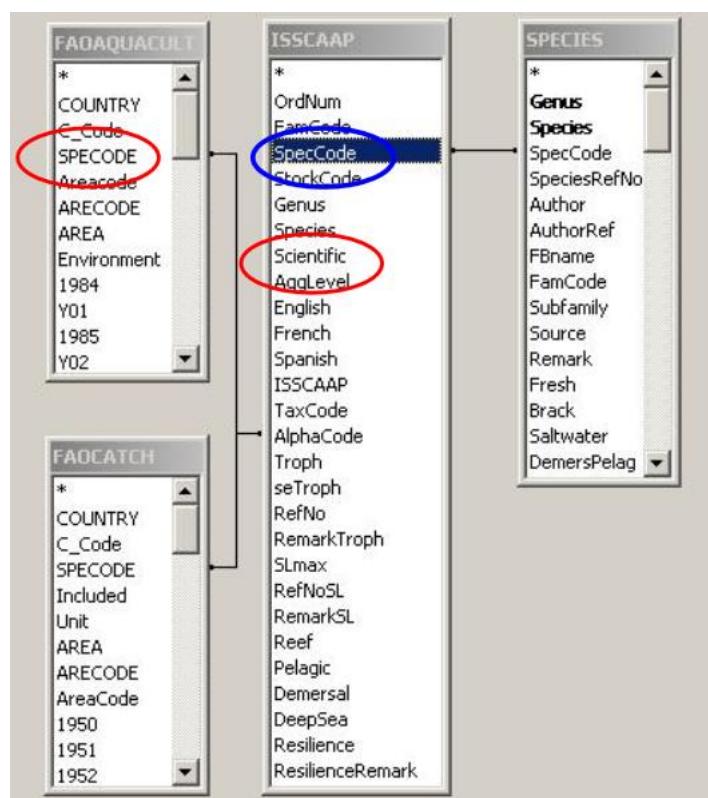 FAOAQUACULT
*
COUNTRY
C_Code
SPECODE
Areacode
ARECODE
AREA
Environment
1984
Y01
1985
Y02
FAOCATCH
*
COUNTRY
C_Code
SPECODE
Included
Unit
AREA
ARECODE
AreaCode
1950
1951
1952
ISSCAAP
*
OrdNum
FamCode
SpecCode
StockCode
Genus
Species
Scientific
AggLevel
English
French
Spanish
ISSCAAP
TaxCode
AlphaCode
Troph
seTroph
RefNo
RemarkTroph
SLmax
RefNoSL
RemarkSL
Reef
Pelagic
Demersal
DeepSea
Resilience
ResilienceRemark
SPECIES
*
Genus
Species
SpecCode
SpeciesRefNo
Author
AuthorRef
FBname
FamCode
Subfamily
Source
Remark
Fresh
Brack
Saltwater
DemersPelag